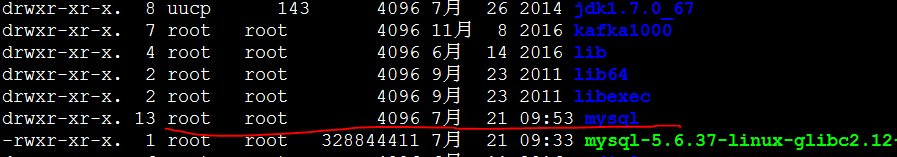 drwxr-xr-x. 8 uucp 143 4096 7月 26 2014 jdk1.7.0_67
drwxr-xr-x. 7 root root 4096 11月 8 2016 kafka1000
drwxr-xr-x. 4 root root 4096 6月 14 2016 lib
drwxr-xr-x. 2 root root 4096 9月 23 2011 lib64
drwxr-xr-x. 2 root root 4096 9月 23 2011 libexec
drwxr-xr-x. 13 root root 4096 7月 21 09:53 mysql
-rwxr-xr-x. 1 root root 328844411 7月 21 09:33 mysql-5.6.37-linux-glibc2.12-